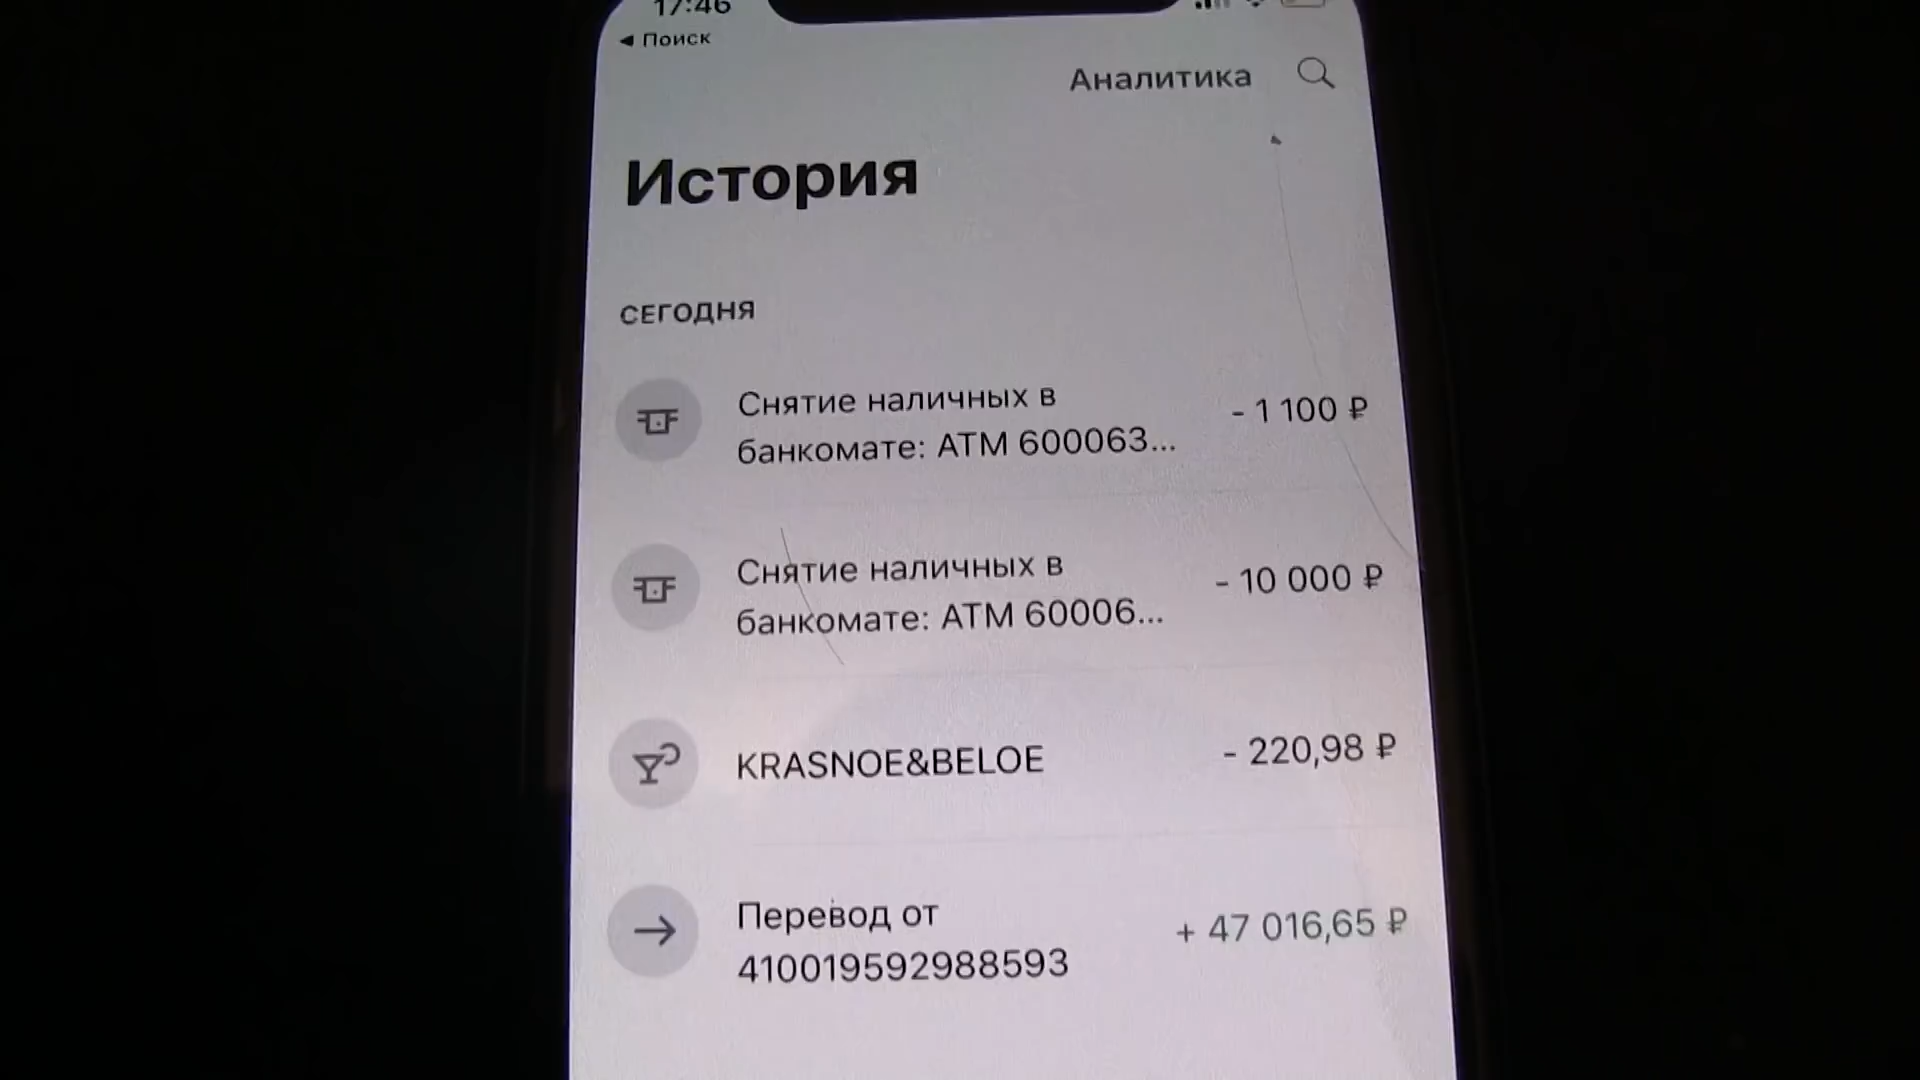 17:46
◄ Поиск
Аналитика
История
СЕГОДНЯ
Снятие наличных в
банкомате: ATM 600063...
- 1 100 ₽
Снятие наличных в
банкомате: ATM 60006...
- 10 000 ₽
KRASNOE&BELOE
- 220,98 ₽
Перевод от
410019592988593
+ 47 016,65 ₽